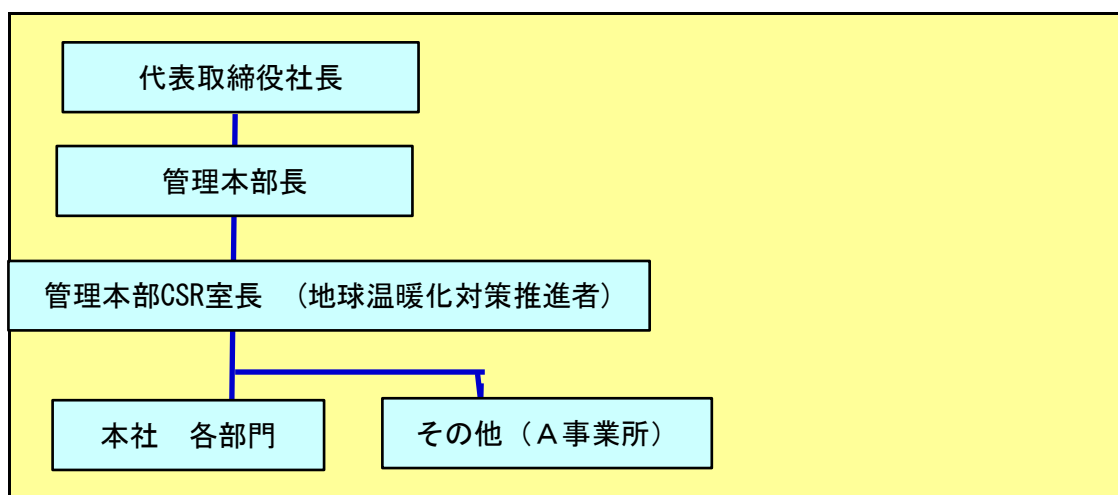 代表取締役社長
管理本部長
管理本部CSR室長　（地球温暖化対策推進者）
本社　各部門
その他（Ａ事業所）